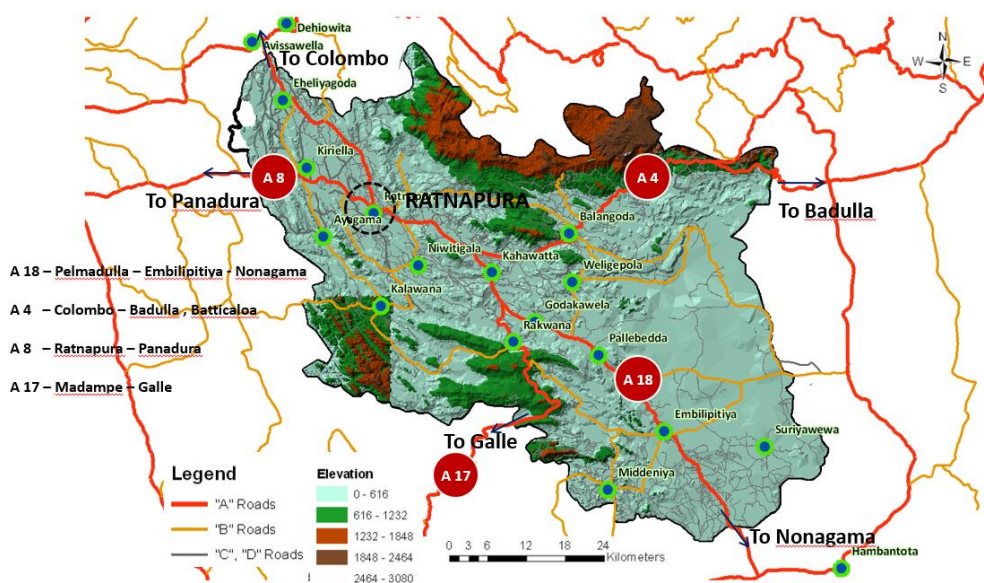 Dehiowita
Avissawella
To Colombo
N
W E
S
Eheliyagoda
Kiriella
A 8
A 4
To Panadura
RATNAPURA
To Badulla
Ayagama
Balangoda
Niwitigala
Kahawatta
Weligepola
A 18 – Pelmadulla – Embilipitiya - Nonagama
Kalawana
Godakawela
A 4 – Colombo – Badulla , Batticaloa
Rakwana
Pallebedda
A 8 – Ratnapura – Panadura
A 18
A 17 – Madampe – Galle
Embilipitiya
Suriyawewa
To Galle
A 17
Middeniya
Legend
"A" Roads
"B" Roads
"C", "D" Roads
Elevation
0 - 616
616 - 1232
1232 - 1848
1848 - 2464
2464 - 3080
0 3 6 12 18 24
Kilometers
To Nonagama
Hambantota